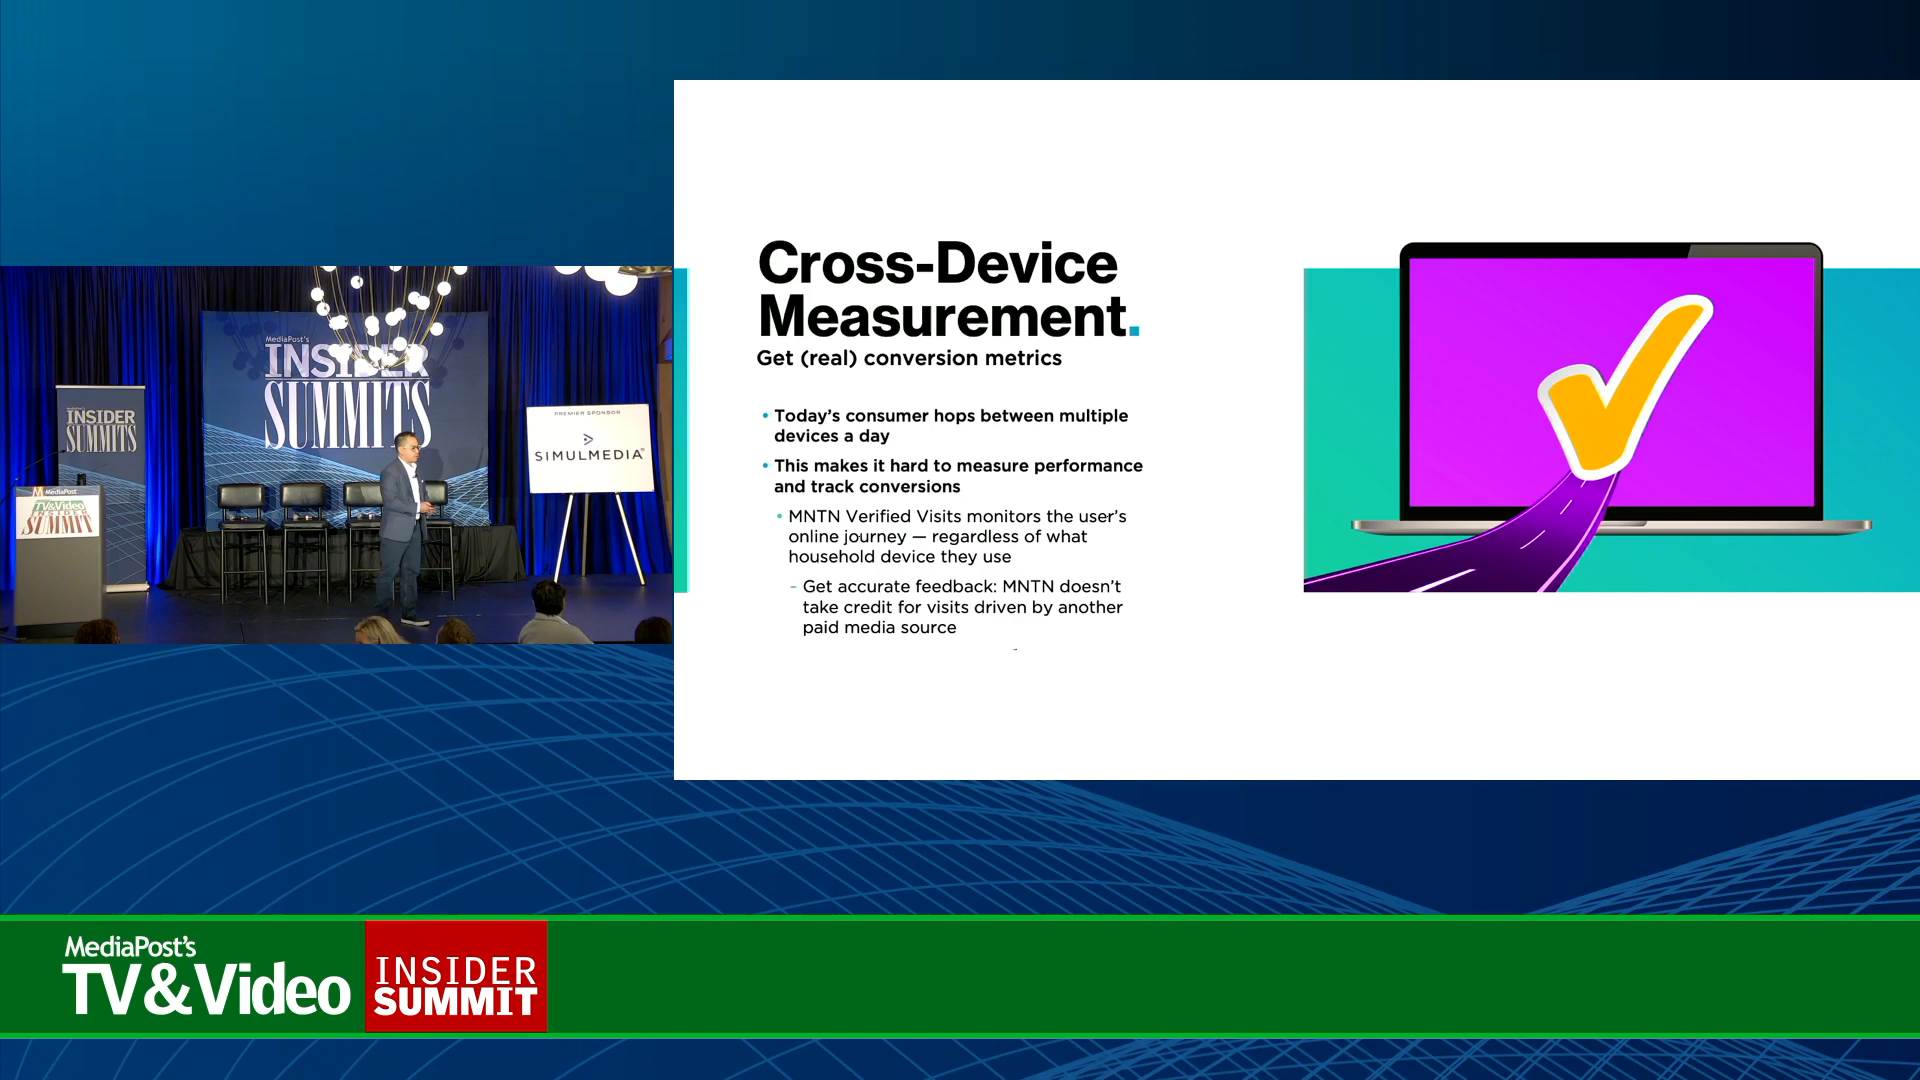 MediaPost's
INSIDER
SUMMITS
INSIDER
SUMMITS
PREMIER SPONSOR
SIMULMEDIA
MediaPost
TV&Video
INSIDER
SUMMIT
Cross-Device
Measurement.
Get (real) conversion metrics
• Today's consumer hops between multiple
devices a day
• This makes it hard to measure performance
and track conversions
• MNTN Verified Visits monitors the user's
online journey — regardless of what
household device they use
- Get accurate feedback: MNTN doesn't
take credit for visits driven by another
paid media source
MediaPost's
TV&Video
INSIDER
SUMMIT